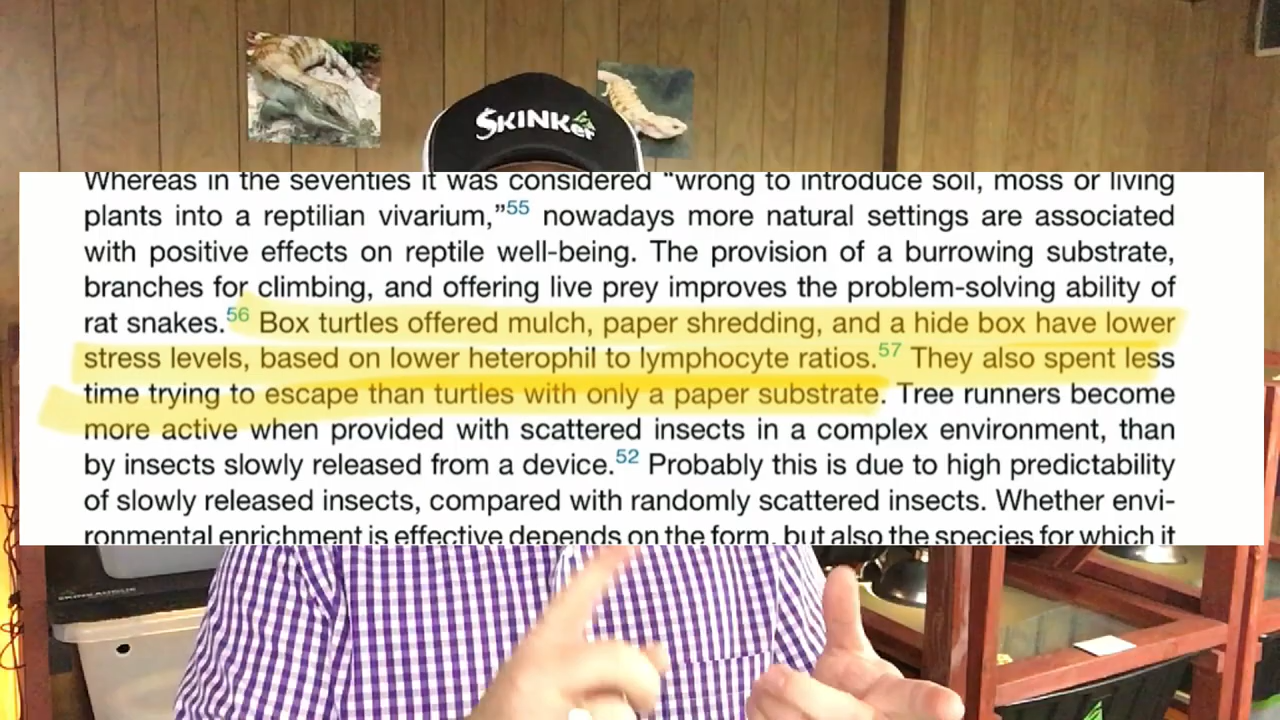 SKINKer
Whereas in the seventies it was considered “wrong to introduce soil, moss or living
plants into a reptilian vivarium,”55 nowadays more natural settings are associated
with positive effects on reptile well-being. The provision of a burrowing substrate,
branches for climbing, and offering live prey improves the problem-solving ability of
rat snakes.56 Box turtles offered mulch, paper shredding, and a hide box have lower
stress levels, based on lower heterophil to lymphocyte ratios.57 They also spent less
time trying to escape than turtles with only a paper substrate. Tree runners become
more active when provided with scattered insects in a complex environment, than
by insects slowly released from a device.52 Probably this is due to high predictability
of slowly released insects, compared with randomly scattered insects. Whether envi-
ronmental enrichment is effective depends on the form, but also the species for which it